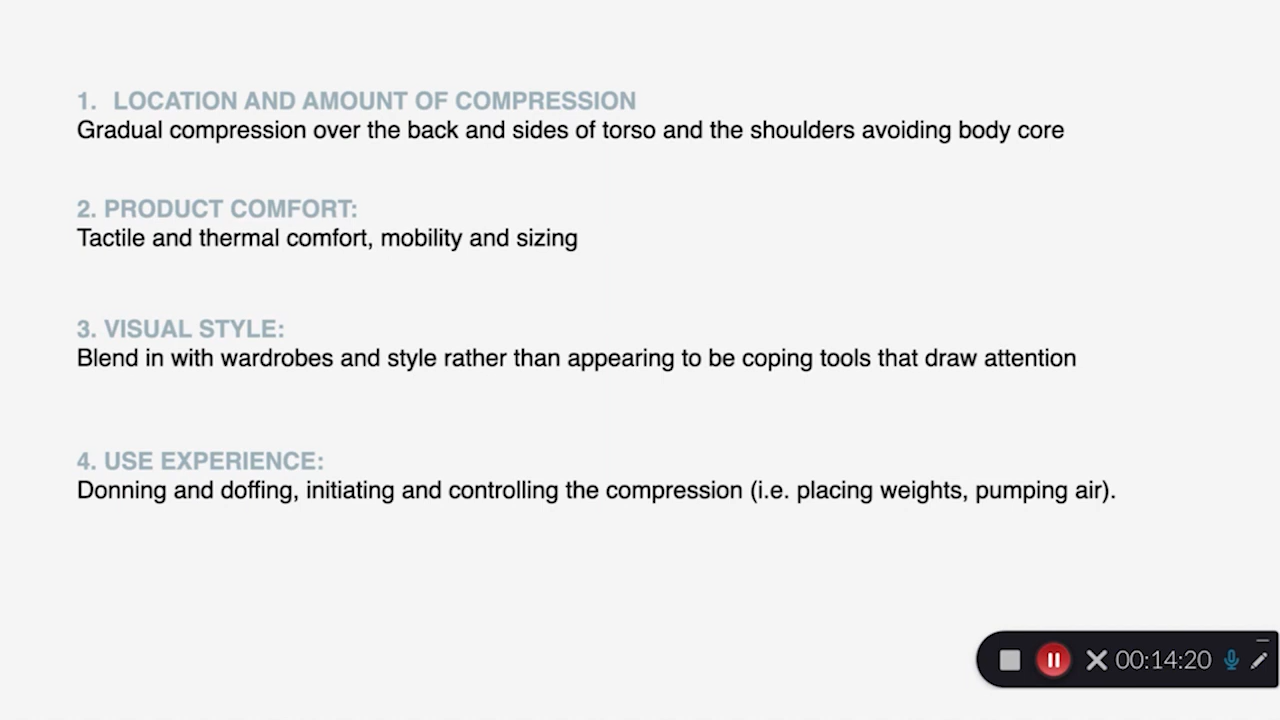 1. LOCATION AND AMOUNT OF COMPRESSION
Gradual compression over the back and sides of torso and the shoulders avoiding body core
2. PRODUCT COMFORT:
Tactile and thermal comfort, mobility and sizing
3. VISUAL STYLE:
Blend in with wardrobes and style rather than appearing to be coping tools that draw attention
4. USE EXPERIENCE:
Donning and doffing, initiating and controlling the compression (i.e. placing weights, pumping air).
00:14:20